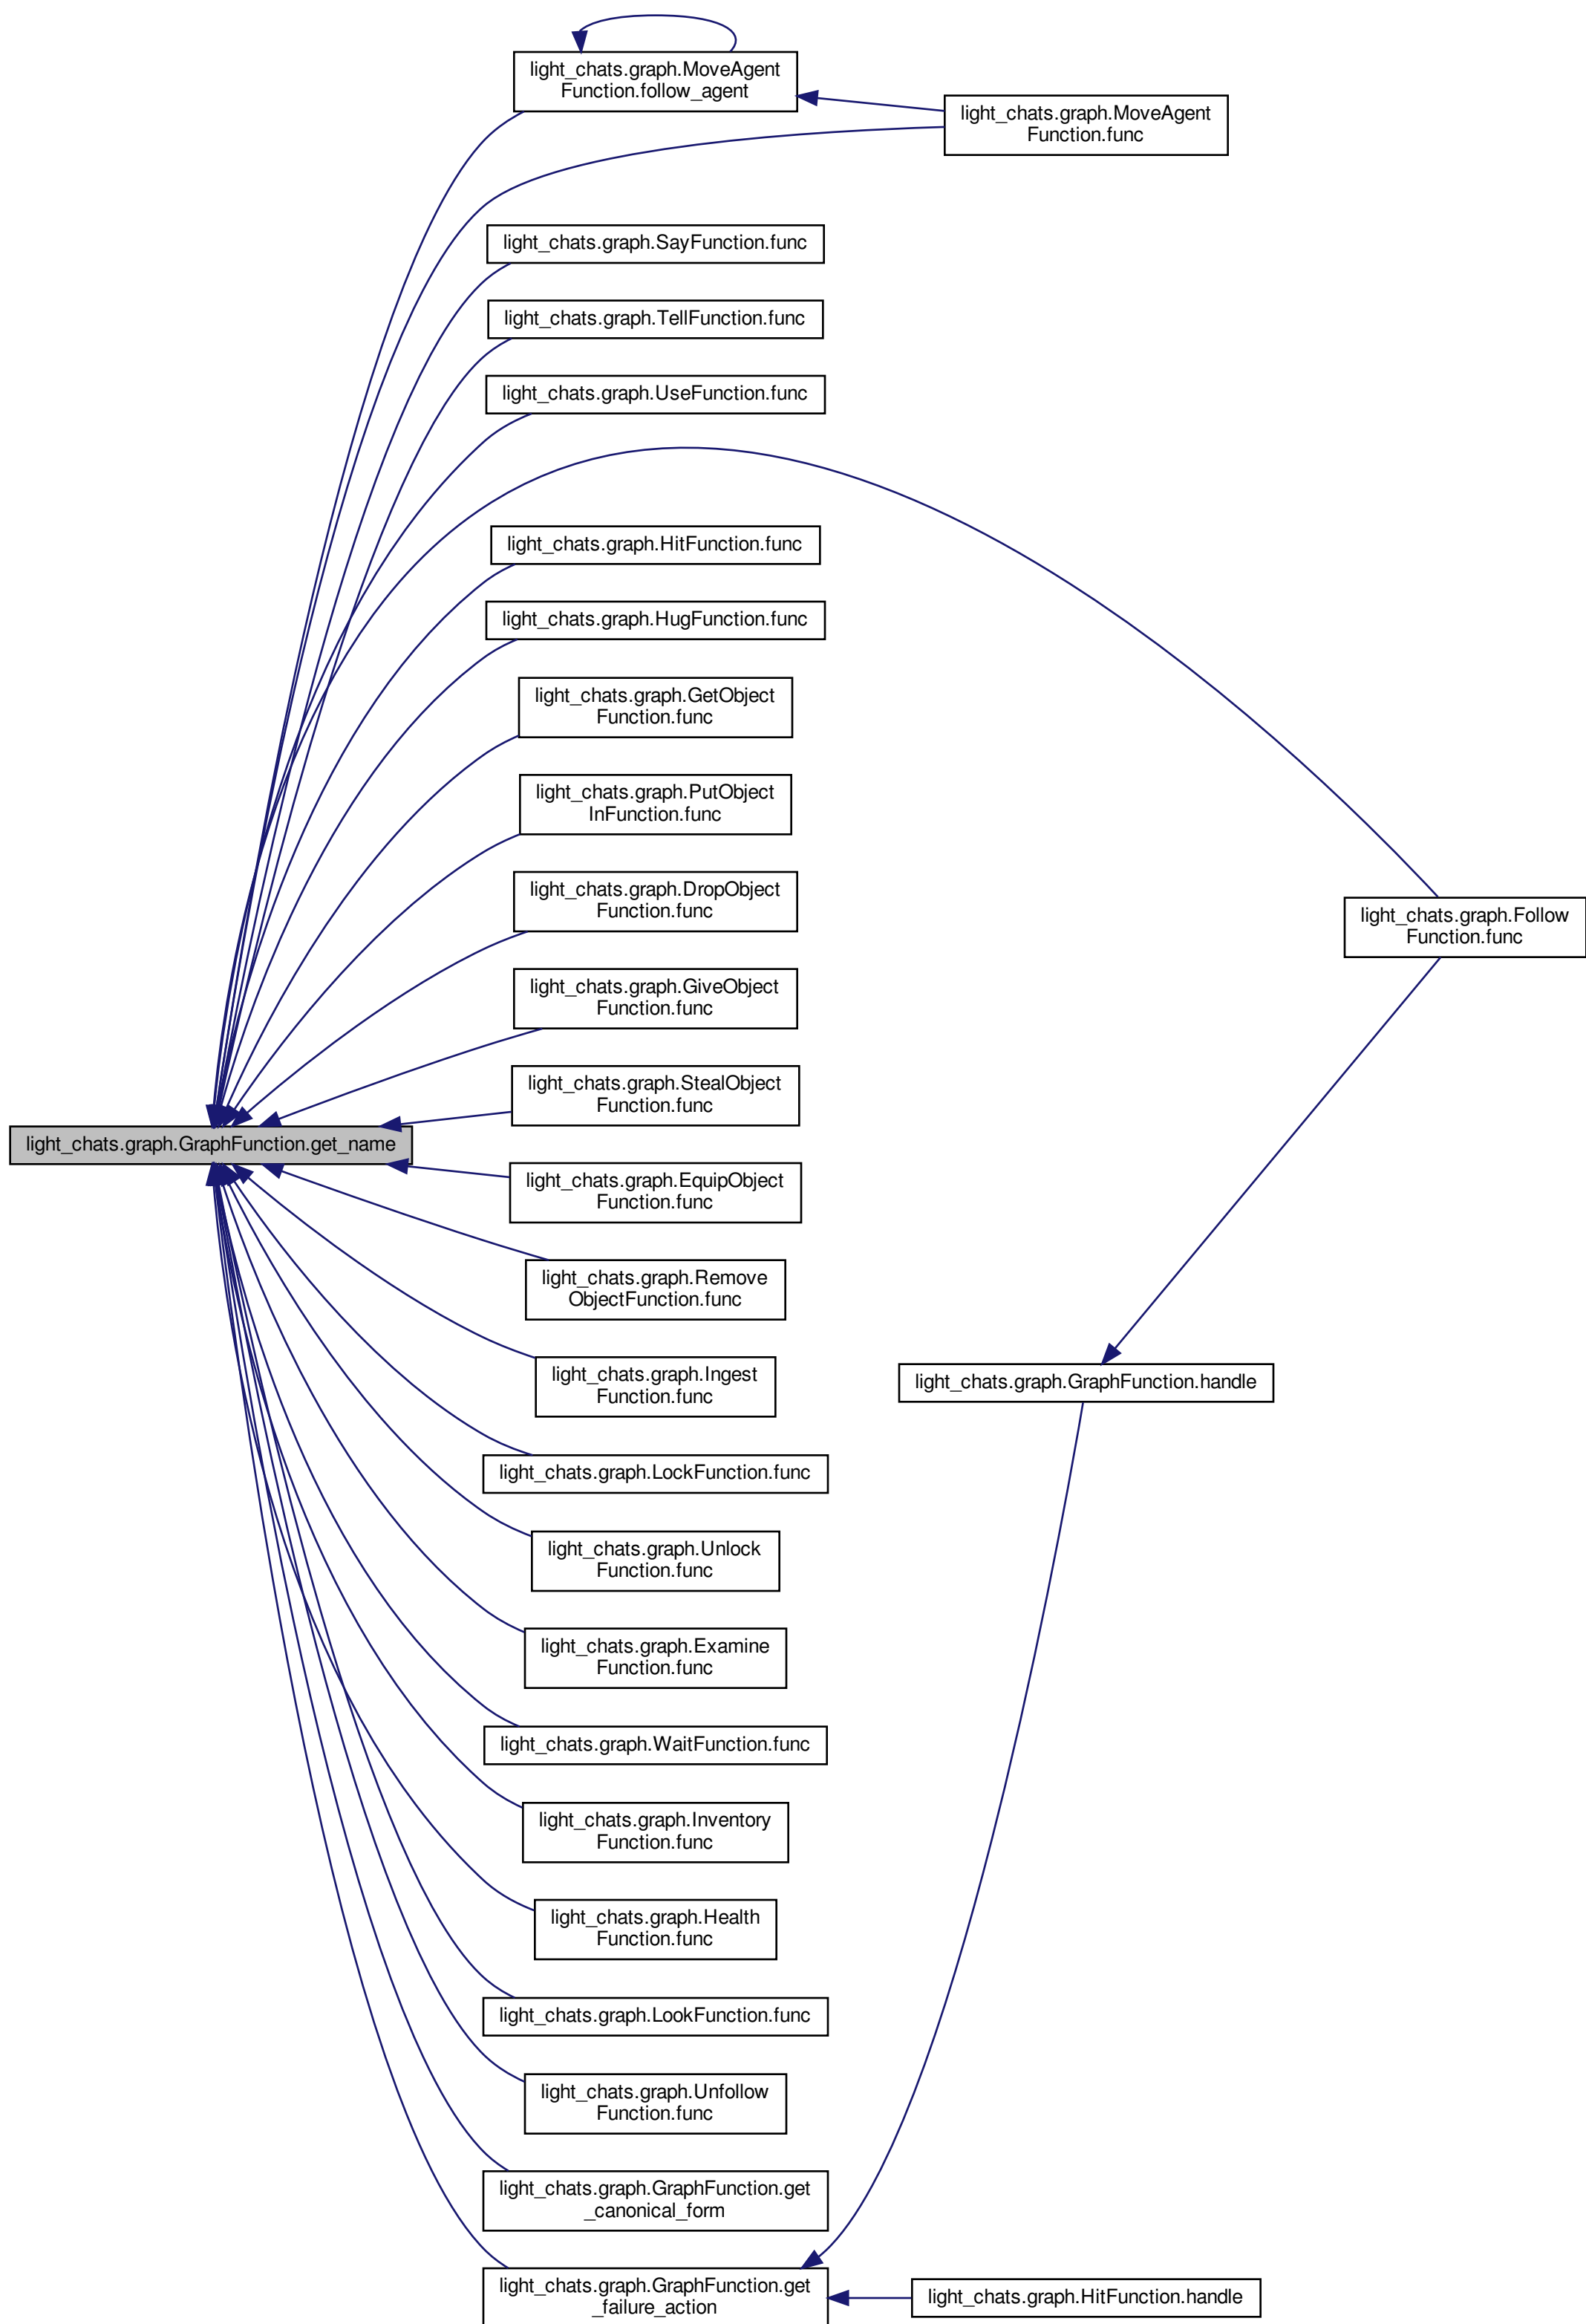 light_chats.graph.MoveAgent
Function.follow_agent
light_chats.graph.MoveAgent
Function.func
light_chats.graph.SayFunction.func
light_chats.graph.TellFunction.func
light_chats.graph.UseFunction.func
light_chats.graph.HitFunction.func
light_chats.graph.HugFunction.func
light_chats.graph.GetObject
Function.func
light_chats.graph.PutObject
InFunction.func
light_chats.graph.DropObject
Function.func
light_chats.graph.Follow
Function.func
light_chats.graph.GiveObject
Function.func
light_chats.graph.StealObject
Function.func
light_chats.graph.GraphFunction.get_name
light_chats.graph.EquipObject
Function.func
light_chats.graph.Remove
ObjectFunction.func
light_chats.graph.Ingest
Function.func
light_chats.graph.GraphFunction.handle
light_chats.graph.LockFunction.func
light_chats.graph.Unlock
Function.func
light_chats.graph.Examine
Function.func
light_chats.graph.WaitFunction.func
light_chats.graph.Inventory
Function.func
light_chats.graph.Health
Function.func
light_chats.graph.LookFunction.func
light_chats.graph.Unfollow
Function.func
light_chats.graph.GraphFunction.get
_canonical_form
light_chats.graph.GraphFunction.get
_failure_action
light_chats.graph.HitFunction.handle